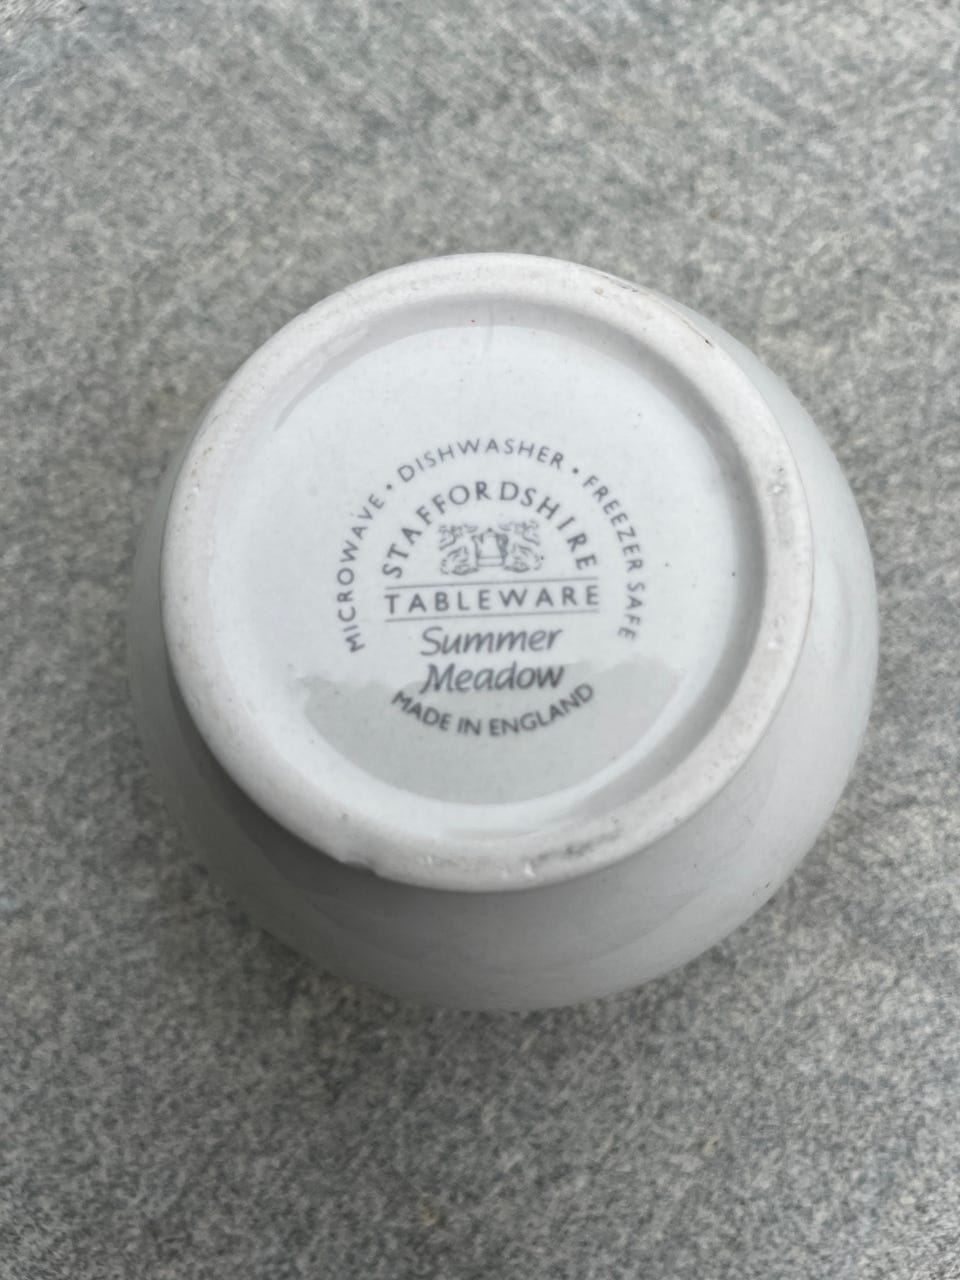 MICROWAVE • DISHWASHER • FREEZER SAFE
STAFFORDSHIRE
TABLEWARE
Summer
Meadow
MADE IN ENGLAND